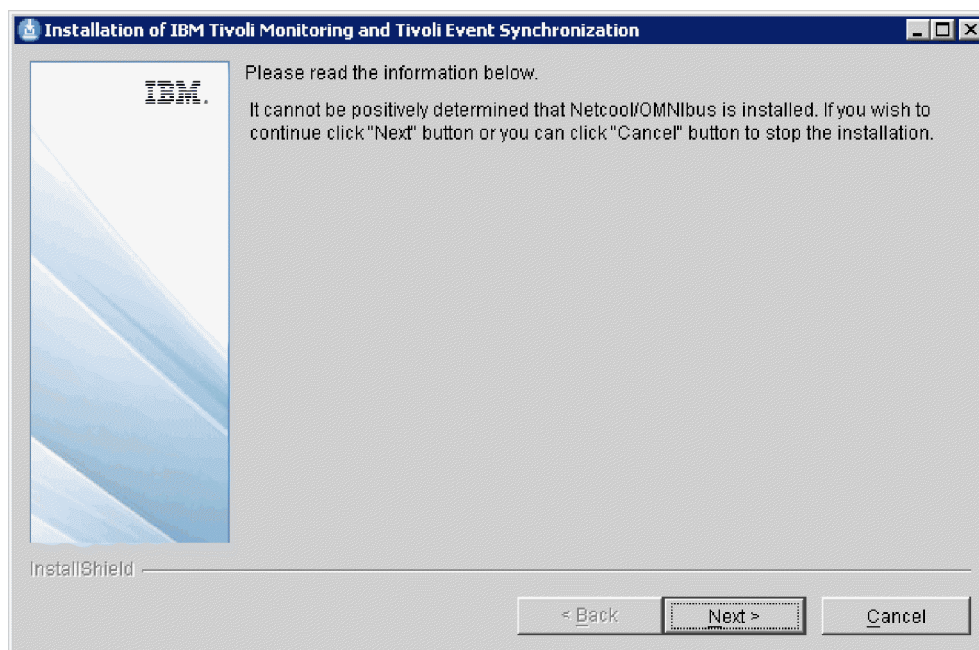 Installation of IBM Tivoli Monitoring and Tivoli Event Synchronization
IBM.
Please read the information below.
It cannot be positively determined that Netcool/OMNIbus is installed. If you wish to
continue click "Next" button or you can click "Cancel" button to stop the installation.
InstallShield
< Back
Next >
Cancel